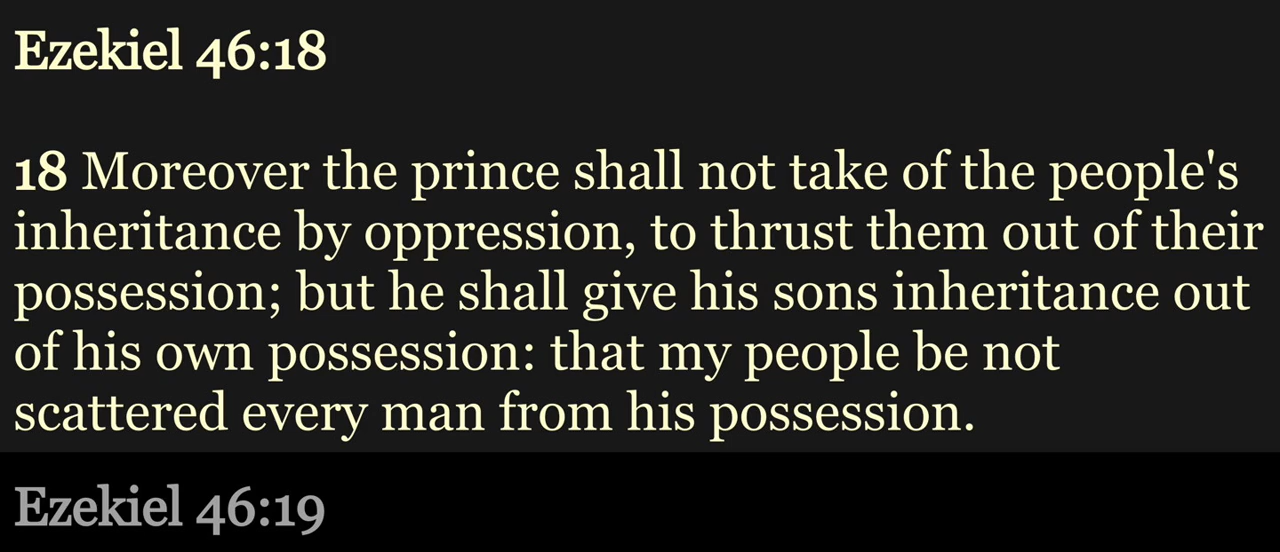 Ezekiel 46:18
18 Moreover the prince shall not take of the people's
inheritance by oppression, to thrust them out of their
possession; but he shall give his sons inheritance out
of his own possession: that my people be not
scattered every man from his possession.
Ezekiel 46:19